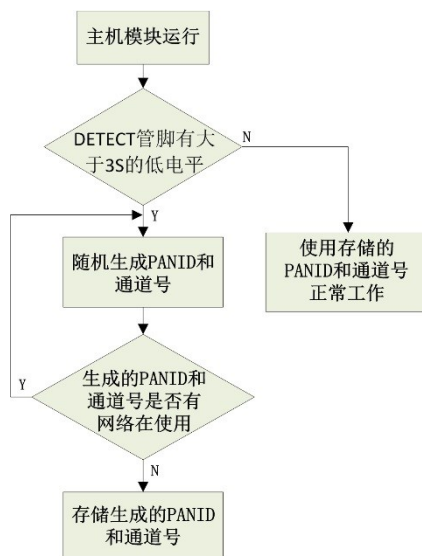 主机模块运行
DETECT管脚有大
于3S的低电平
N
Y
随机生成PANID和
通道号
使用存储的
PANID和通道号
正常工作
生成的PANID和
通道号是否有
网络在使用
Y
N
存储生成的PANID
和通道号